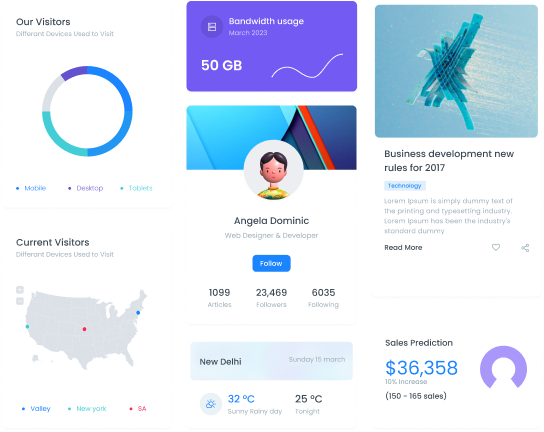 Our Visitors
Different Devices Used to Visit
Mobile
Desktop
Tablets
Current Visitors
Different Devices Used to Visit
+
-
Valley
New york
SA
Bandwidth usage
March 2023
50 GB
Angela Dominic
Web Designer & Developer
Follow
1099
Articles
23,469
Followers
6035
Following
New Delhi
Sunday 15 march
32 °C
Sunny Rainy day
25 °C
Tonight
Business development new
rules for 2017
Technology
Lorem Ipsum is simply dummy text of
the printing and typesetting industry.
Lorem Ipsum has been the industry's
standard dummy
Read More
Sales Prediction
$36,358
10% Increase
(150 - 165 sales)